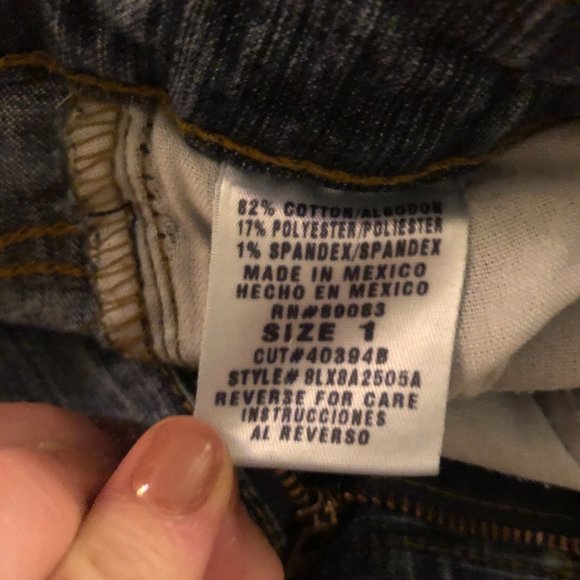 82% COTTON/ALGODON
17% POLYESTER/POLIESTER
1% SPANDEX/SPANDEX
MADE IN MEXICO
HECHO EN MEXICO
RN#69083
SIZE 1
CUT#40394B
STYLE# 8LX8A2505A
REVERSE FOR CARE
INSTRUCCIONES
AL REVERSO